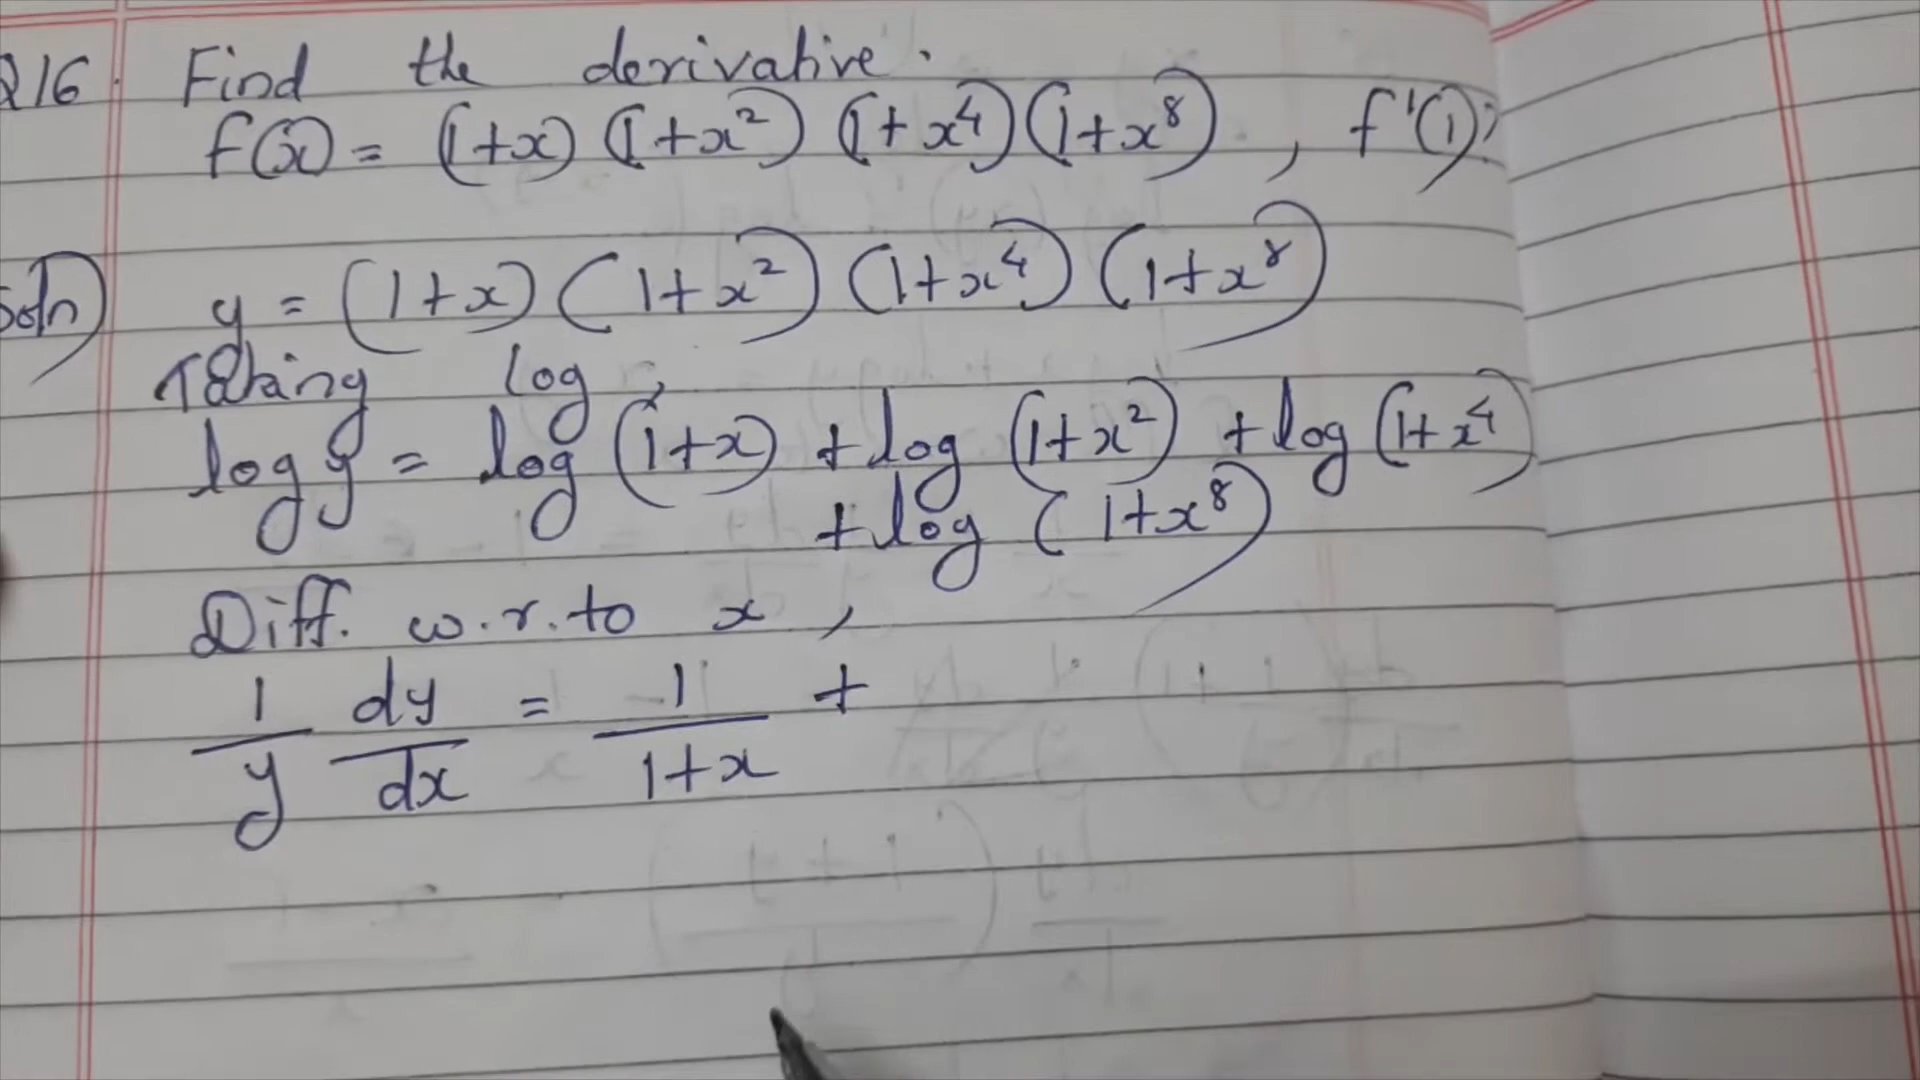 Q16. Find the derivative.
f(x) = (1+x) (1+x²) (1+x⁴) (1+x⁸) , f'(1)
Soln) y = (1+x) (1+x²) (1+x⁴) (1+x⁸)
Taking log,
log y = log (1+x) + log (1+x²) + log (1+x⁴)
+ log (1+x⁸)
Diff. w.r.to x,
1/y dy/dx = 1/1+x +